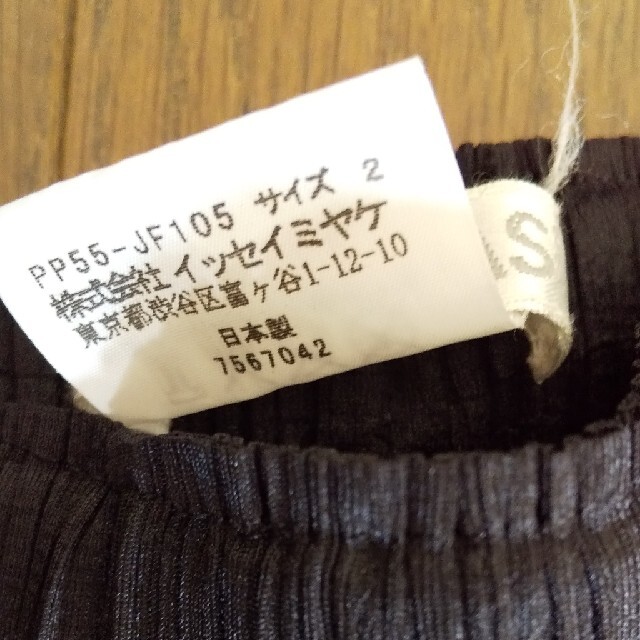 PP55-JF105 サイズ 2
株式会社 イッセイミヤケ
東京都渋谷区富ヶ谷1-12-10
日本製
7567042
S